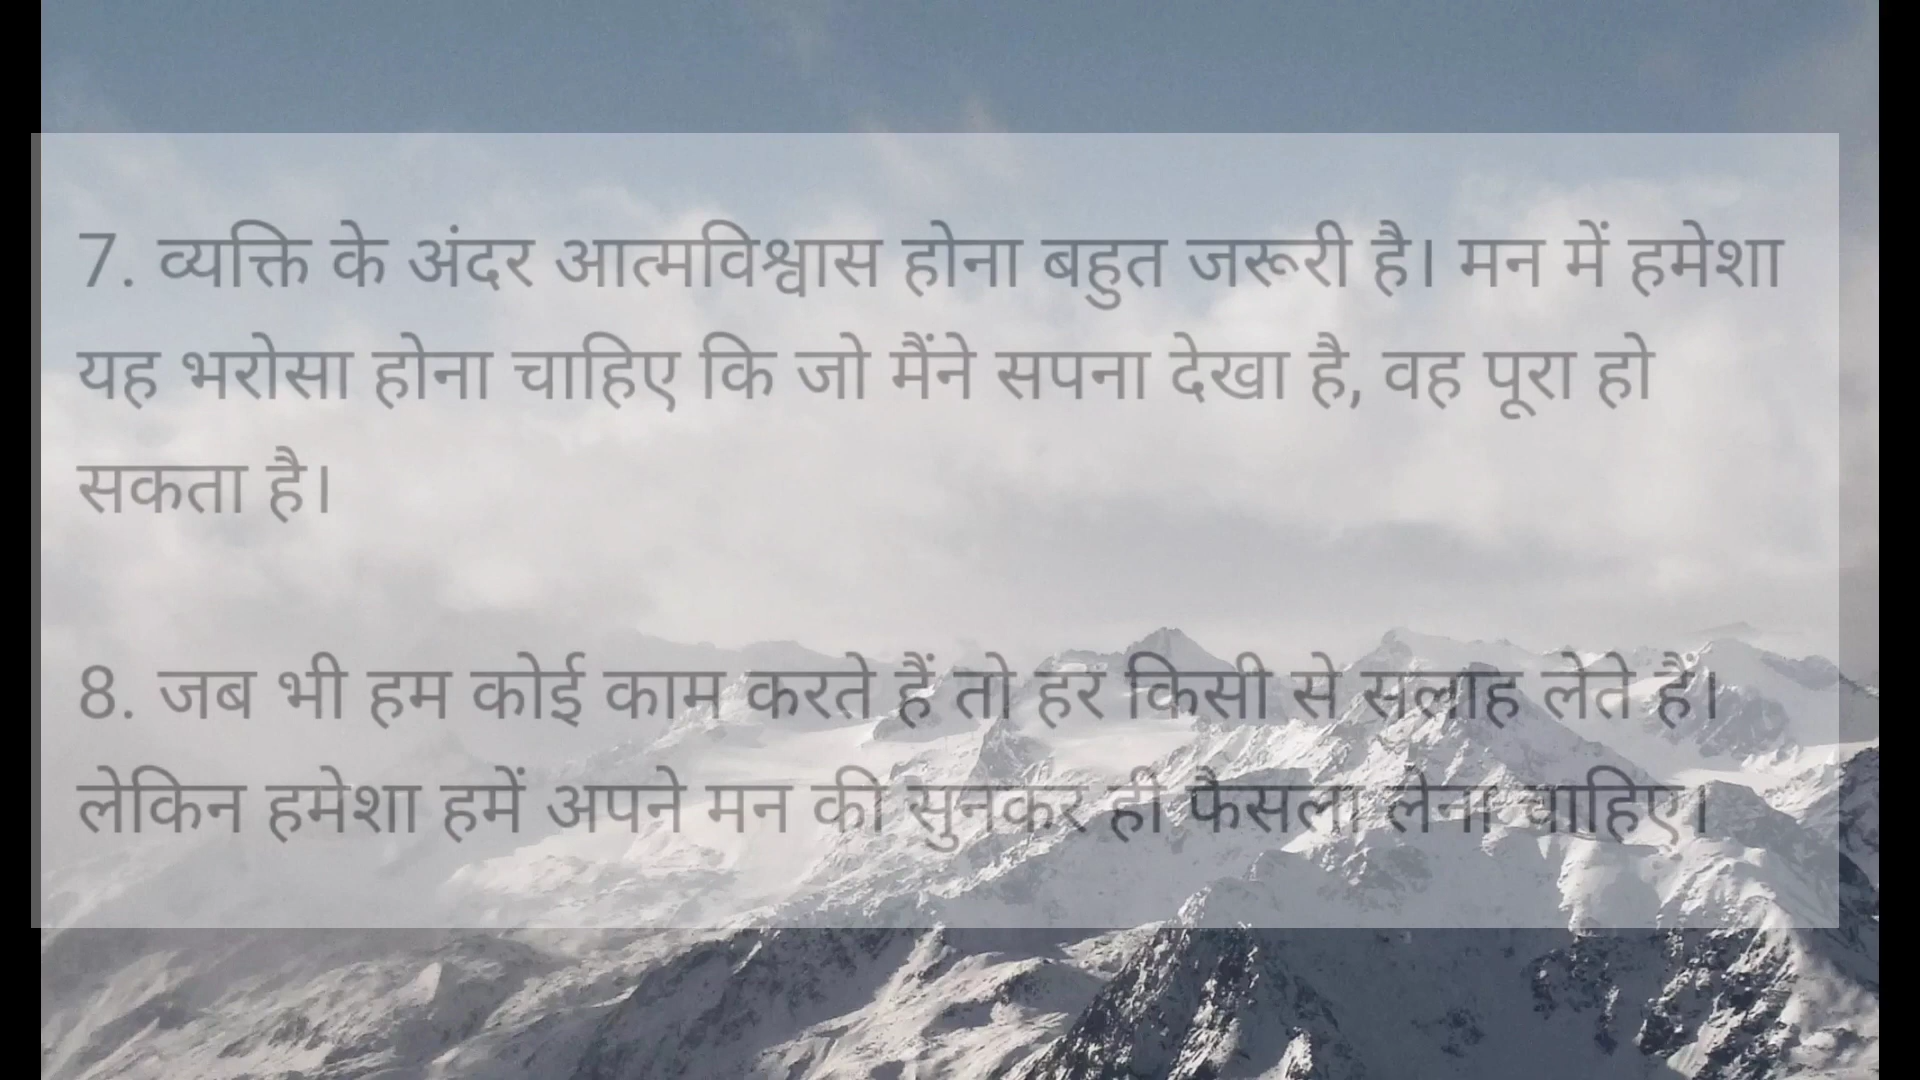 7. व्यक्ति के अंदर आत्मविश्वास होना बहुत जरूरी है। मन में हमेशा
यह भरोसा होना चाहिए कि जो मैंने सपना देखा है, वह पूरा हो
सकता है।
8. जब भी हम कोई काम करते हैं तो हर किसी से सलाह लेते हैं।
लेकिन हमेशा हमें अपने मन की सुनकर ही फैसला लेना चाहिए।